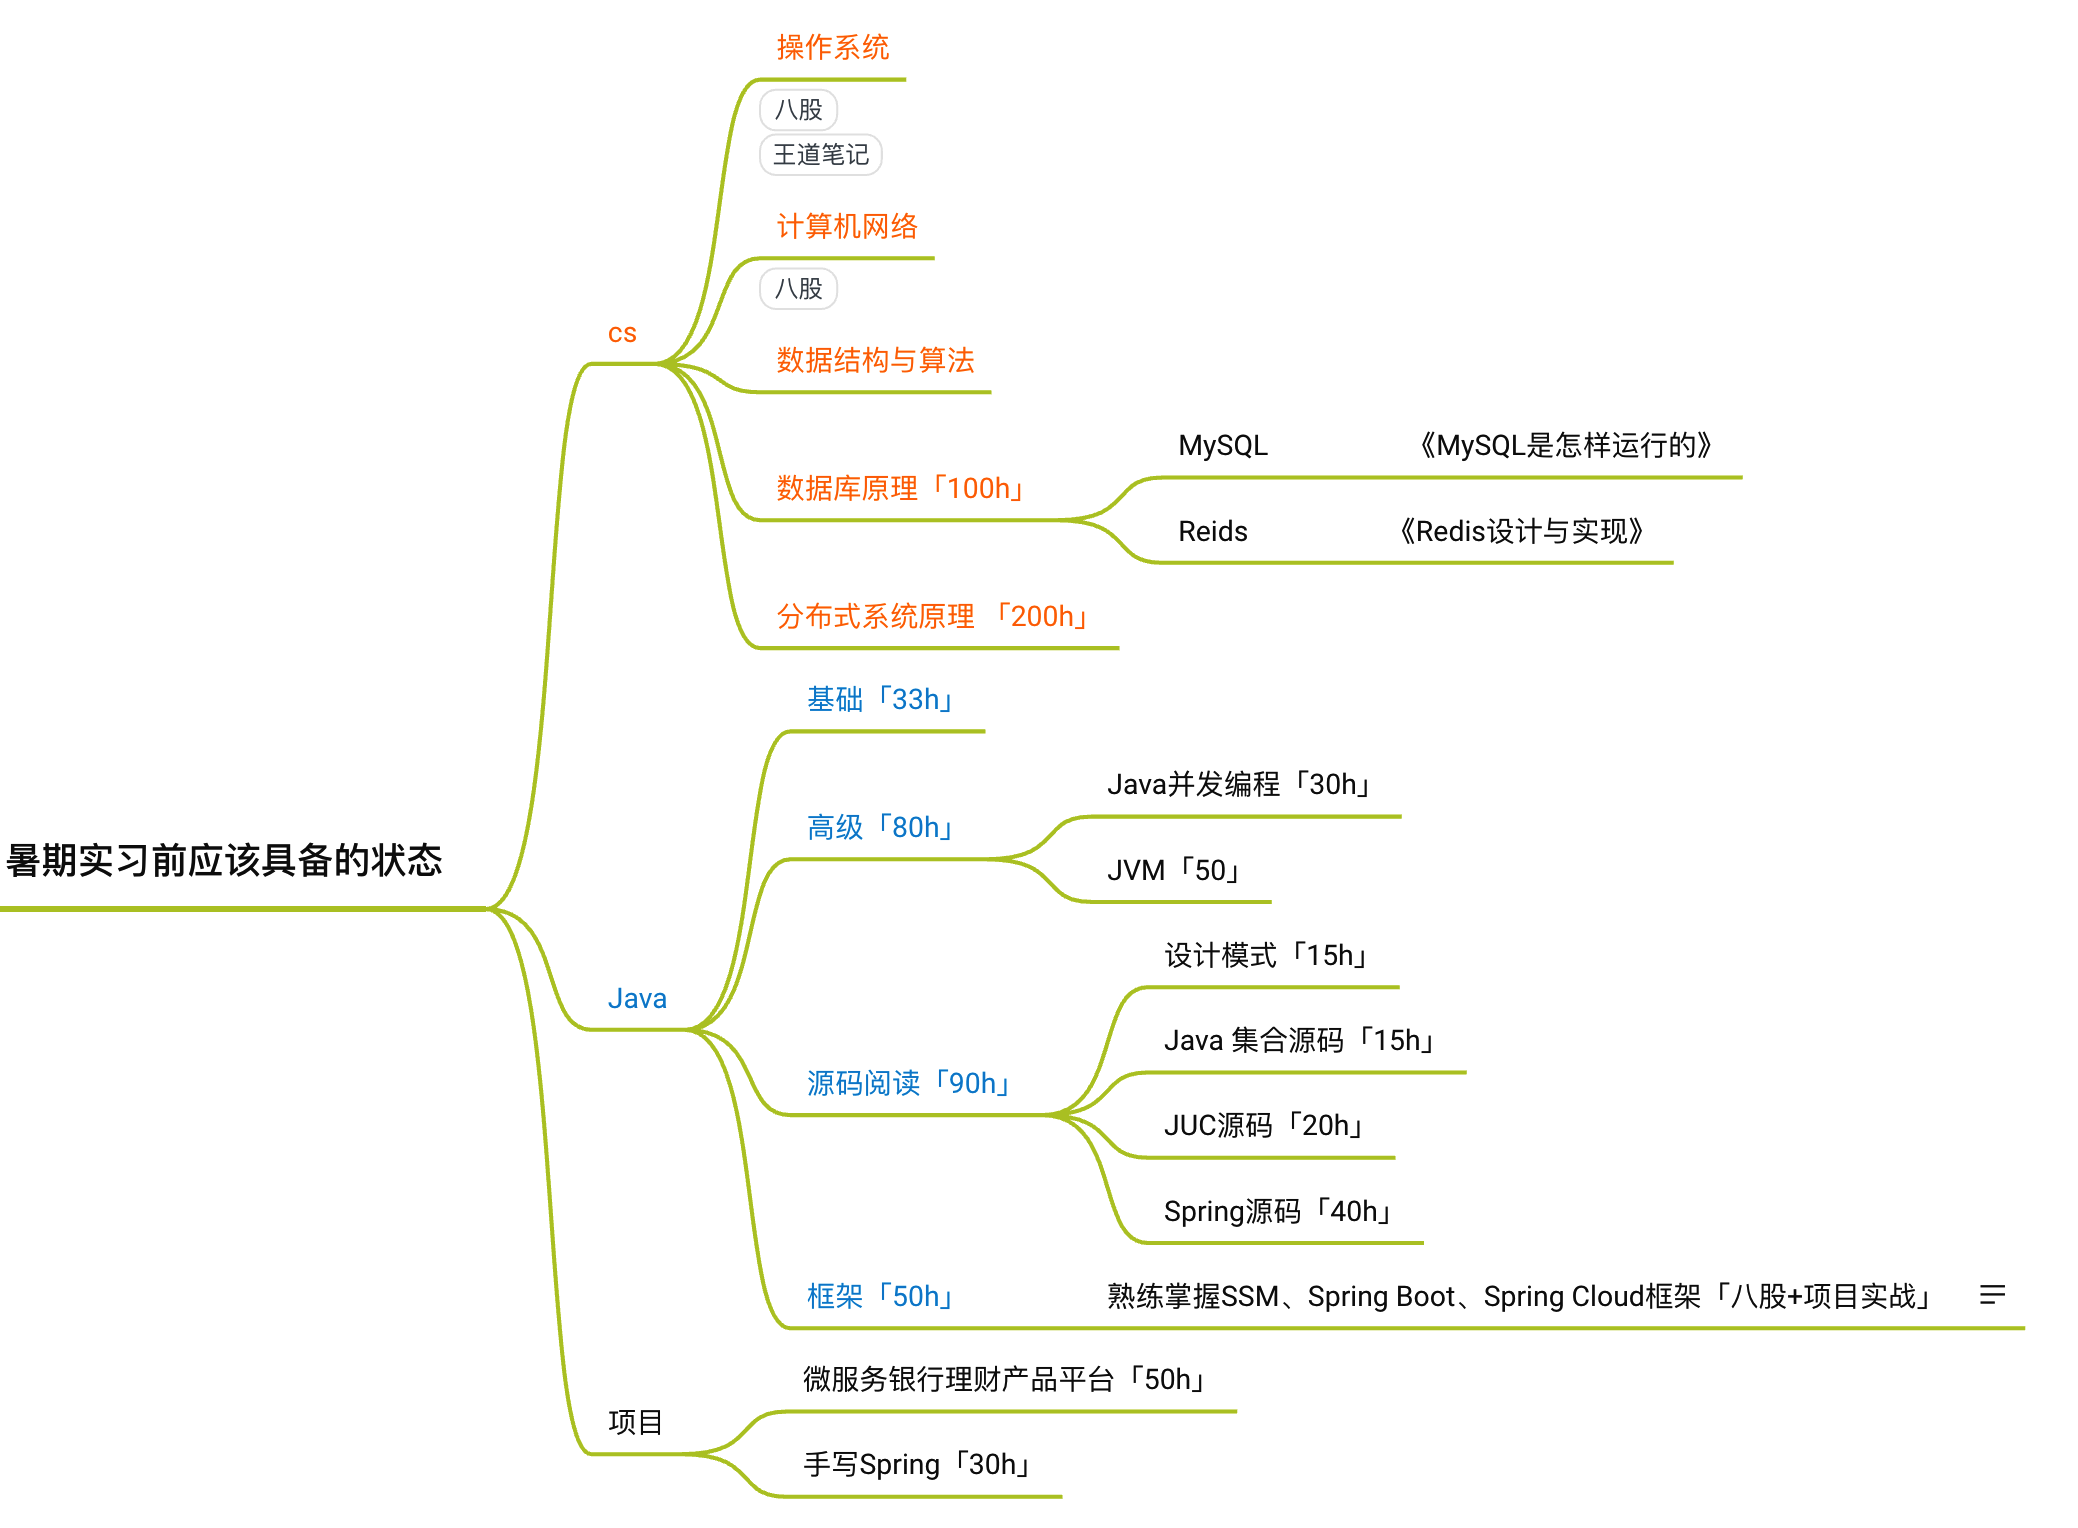 操作系统
八股
王道笔记
计算机网络
八股
cs
数据结构与算法
MySQL 《MySQL是怎样运行的》
数据库原理「100h」
Reids 《Redis设计与实现》
分布式系统原理 「200h」
基础「33h」
Java并发编程「30h」
高级「80h」
JVM「50」
暑期实习前应该具备的状态
设计模式「15h」
Java
Java 集合源码「15h」
源码阅读「90h」
JUC源码「20h」
Spring源码「40h」
框架「50h」 熟练掌握SSM、Spring Boot、Spring Cloud框架「八股+项目实战」
微服务银行理财产品平台「50h」
项目
手写Spring「30h」